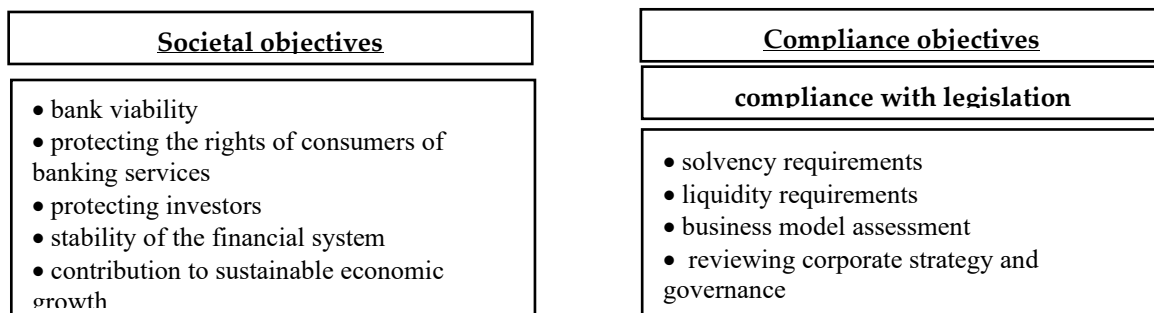 Societal objectives
• bank viability
• protecting the rights of consumers of
banking services
• protecting investors
• stability of the financial system
• contribution to sustainable economic
growth
Compliance objectives
compliance with legislation
• solvency requirements
• liquidity requirements
• business model assessment
• reviewing corporate strategy and
governance